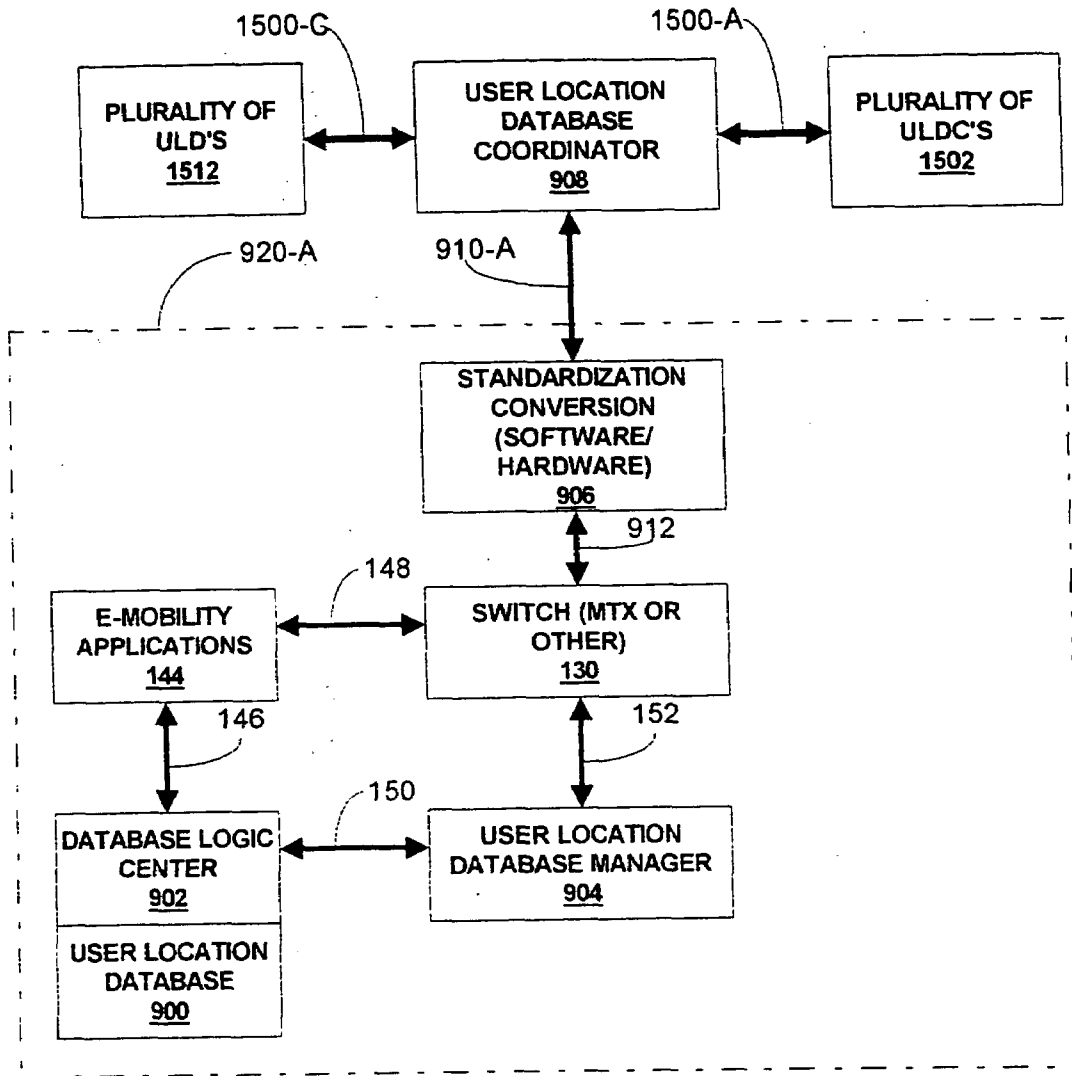 1500-C
1500-A
PLURALITY OF
ULD'S
1512
USER LOCATION
DATABASE
COORDINATOR
908
PLURALITY OF
ULDC'S
1502
920-A
910-A
STANDARDIZATION
CONVERSION
(SOFTWARE/
HARDWARE)
906
912
148
E-MOBILITY
APPLICATIONS
144
SWITCH (MTX OR
OTHER)
130
146
152
150
DATABASE LOGIC
CENTER
902
USER LOCATION
DATABASE MANAGER
904
USER LOCATION
DATABASE
900